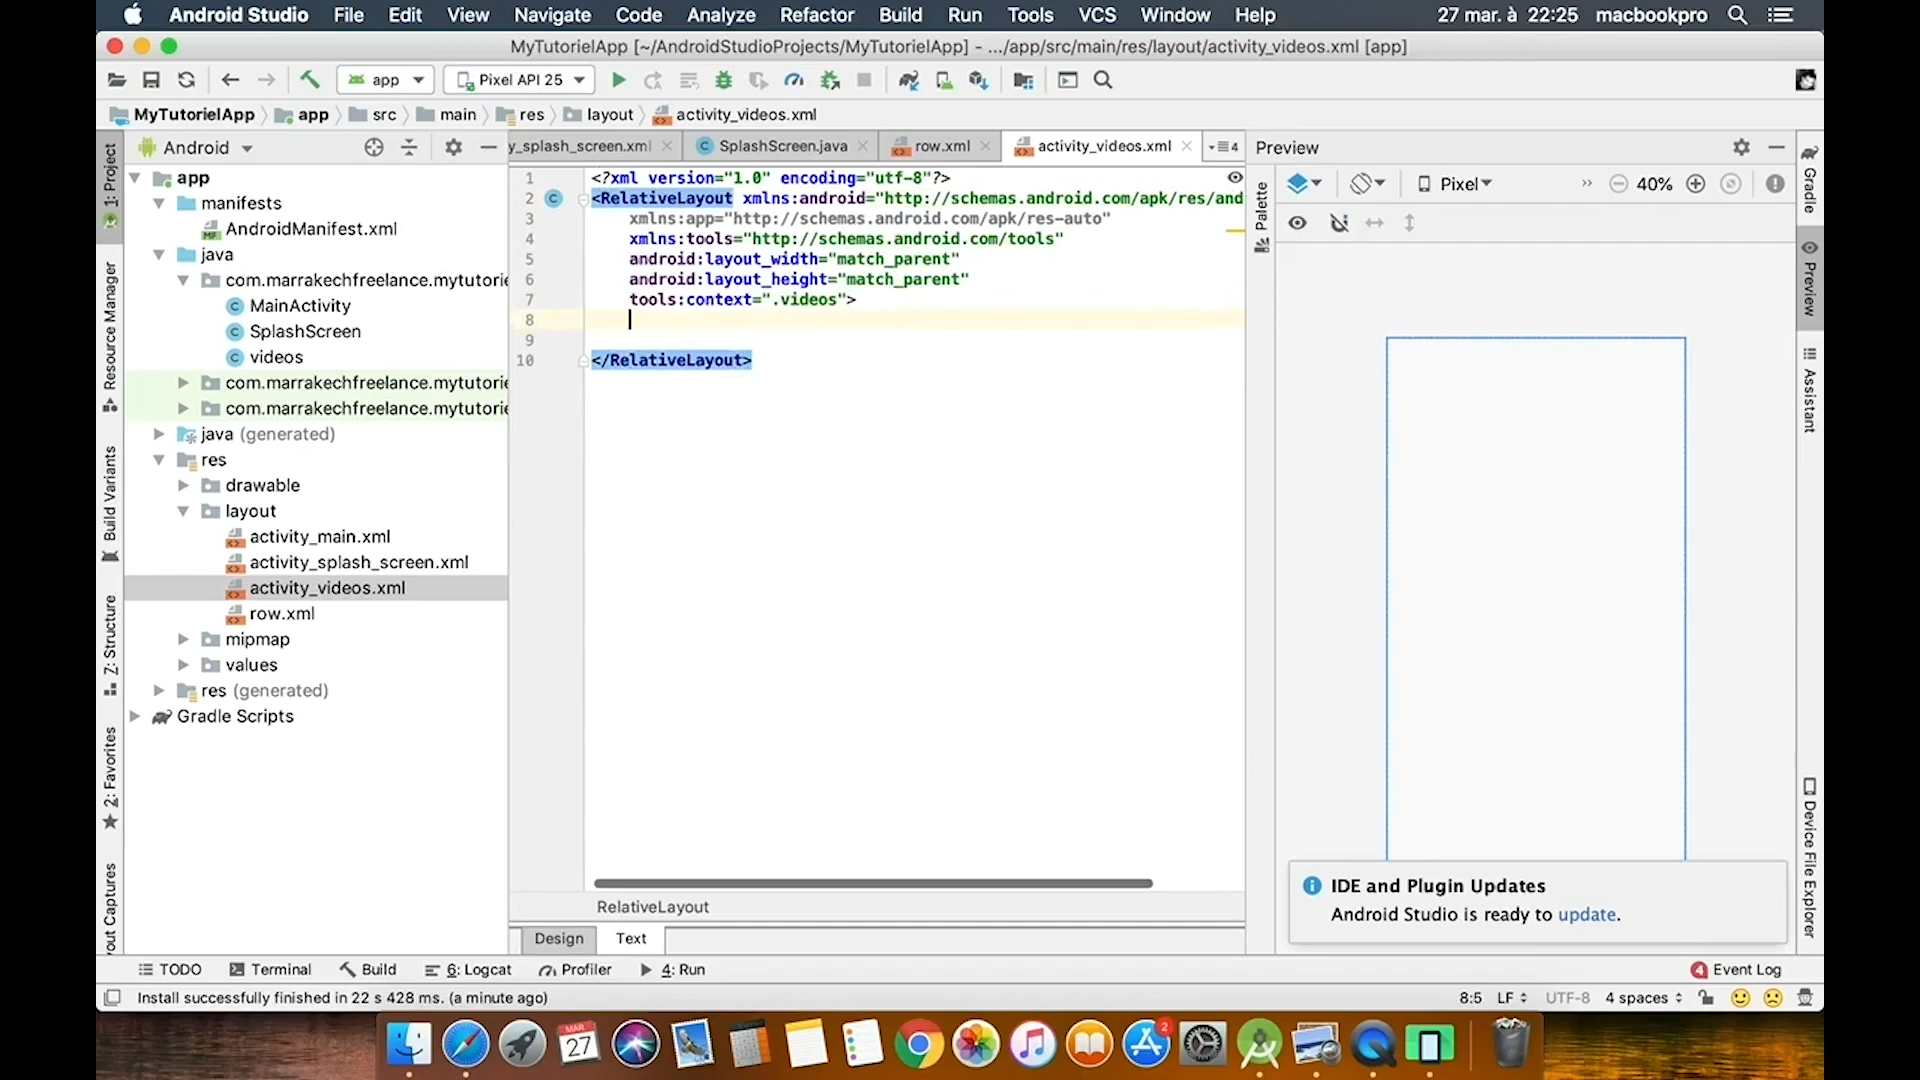 Android Studio File Edit View Navigate Code Analyze Refactor Build Run Tools VCS Window Help 27 mar. à 22:25 macbookpro
MyTutorielApp [~/AndroidStudioProjects/MyTutorielApp] - .../app/src/main/res/layout/activity_videos.xml [app]
app Pixel API 25
MyTutorielApp app src main res layout activity_videos.xml
Android
y_splash_screen.xml SplashScreen.java row.xml activity_videos.xml 4
Preview
1: Project
Resource Manager
Build Variants
Z: Structure
2: Favorites
out Captures
app
manifests
AndroidManifest.xml
java
com.marrakechfreelance.mytutorie
MainActivity
SplashScreen
videos
com.marrakechfreelance.mytutorie
com.marrakechfreelance.mytutorie
java (generated)
res
drawable
layout
activity_main.xml
activity_splash_screen.xml
activity_videos.xml
row.xml
mipmap
values
res (generated)
Gradle Scripts
1 <?xml version="1.0" encoding="utf-8"?>
2 <RelativeLayout xmlns:android="http://schemas.android.com/apk/res/and
3 xmlns:app="http://schemas.android.com/apk/res-auto"
4 xmlns:tools="http://schemas.android.com/tools"
5 android:layout_width="match_parent"
6 android:layout_height="match_parent"
7 tools:context=".videos">
8
9
10 </RelativeLayout>
RelativeLayout
Design Text
Palette
Pixel 40%
Gradle
Preview
Assistant
Device File Explorer
IDE and Plugin Updates
Android Studio is ready to update.
TODO Terminal Build 6: Logcat Profiler 4: Run 4 Event Log
Install successfully finished in 22 s 428 ms. (a minute ago) 8:5 LF UTF-8 4 spaces
MAR
27
2